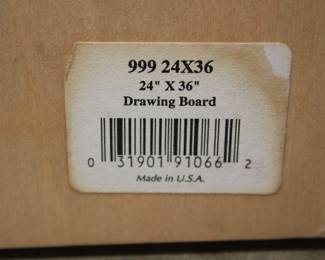 999 24X36
24" X 36"
Drawing Board
0 31901 91066 2
Made in U.S.A.